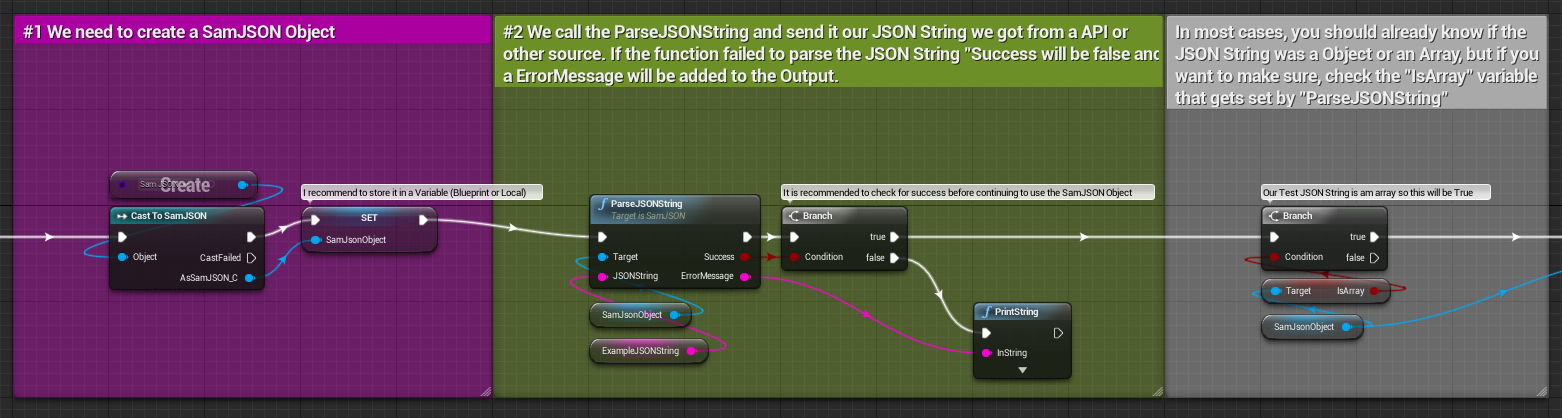 #1 We need to create a SamJSON Object
#2 We call the ParseJSONString and send it our JSON String we got from a API or
other source. If the function failed to parse the JSON String "Success will be false and
a ErrorMessage will be added to the Output.
In most cases, you should already know if the
JSON String was a Object or an Array, but if you
want to make sure, check the "IsArray" variable
that gets set by "ParseJSONString"
Create
Cast To SamJSON
Object
CastFailed
AsSamJSON_C
I recommend to store it in a Variable (Blueprint or Local)
SET
SamJsonObject
ParseJSONString
Target is SamJSON
Target
Success
JSONString
ErrorMessage
SamJsonObject
ExampleJSONString
It is recommended to check for success before continuing to use the SamJSON Object
Branch
true
Condition
false
PrintString
InString
Our Test JSON String is am array so this will be True
Branch
true
Condition
false
Target
IsArray
SamJsonObject